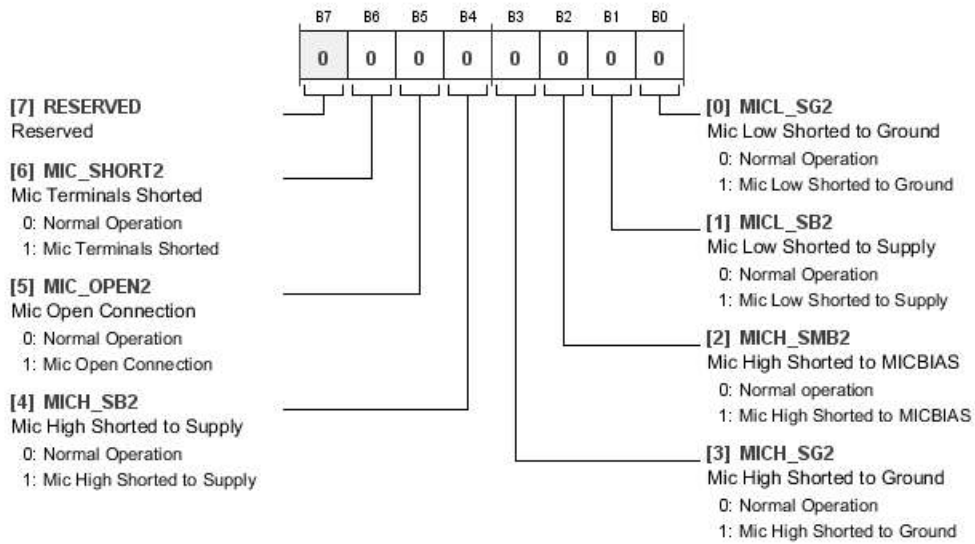 B7 B6 B5 B4 B3 B2 B1 B0
0 0 0 0 0 0 0 0
[7] RESERVED
Reserved
[6] MIC_SHORT2
Mic Terminals Shorted
0: Normal Operation
1: Mic Terminals Shorted
[5] MIC_OPEN2
Mic Open Connection
0: Normal Operation
1: Mic Open Connection
[4] MICH_SB2
Mic High Shorted to Supply
0: Normal Operation
1: Mic High Shorted to Supply
[0] MICL_SG2
Mic Low Shorted to Ground
0: Normal Operation
1: Mic Low Shorted to Ground
[1] MICL_SB2
Mic Low Shorted to Supply
0: Normal Operation
1: Mic Low Shorted to Supply
[2] MICH_SMB2
Mic High Shorted to MICBIAS
0: Normal operation
1: Mic High Shorted to MICBIAS
[3] MICH_SG2
Mic High Shorted to Ground
0: Normal Operation
1: Mic High Shorted to Ground